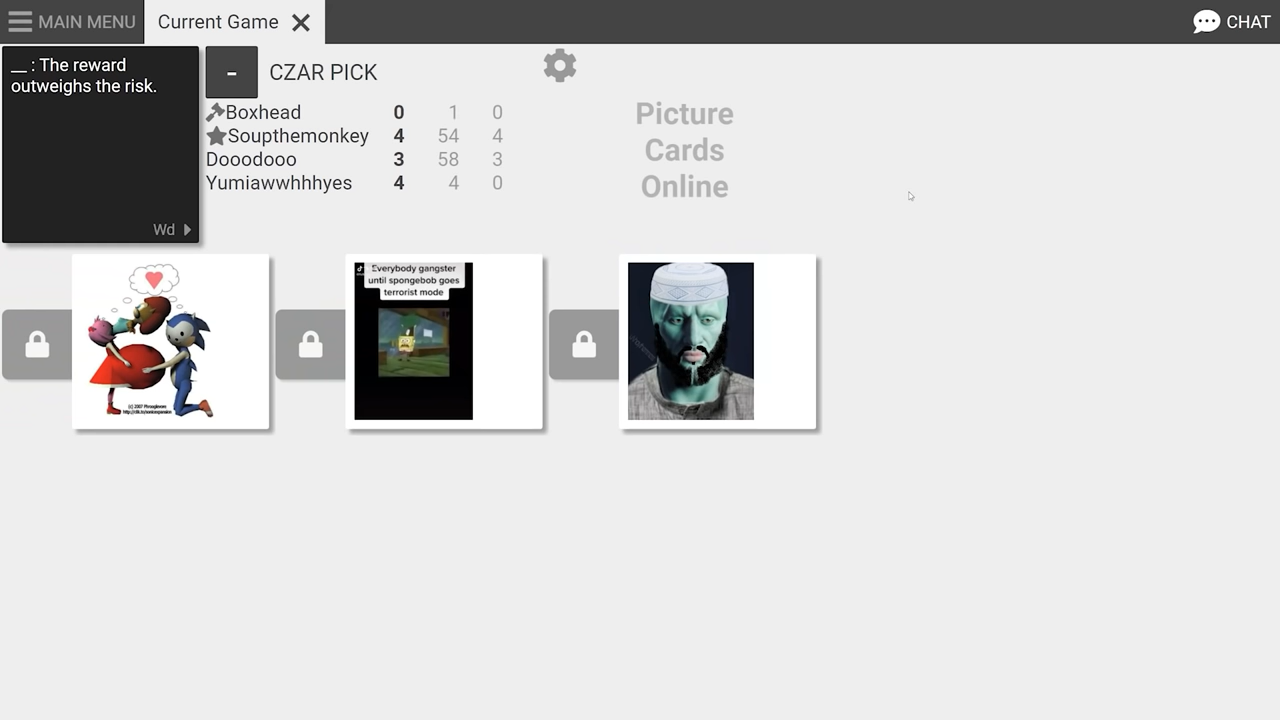 MAIN MENU
Current Game
CHAT
__ : The reward
outweighs the risk.
Wd
-
CZAR PICK
Boxhead 0 1 0
Soupthemonkey 4 54 4
Dooodooo 3 58 3
Yumiawwhhhyes 4 4 0
Picture
Cards
Online
Everybody gangster
until spongebob goes
terrorist mode